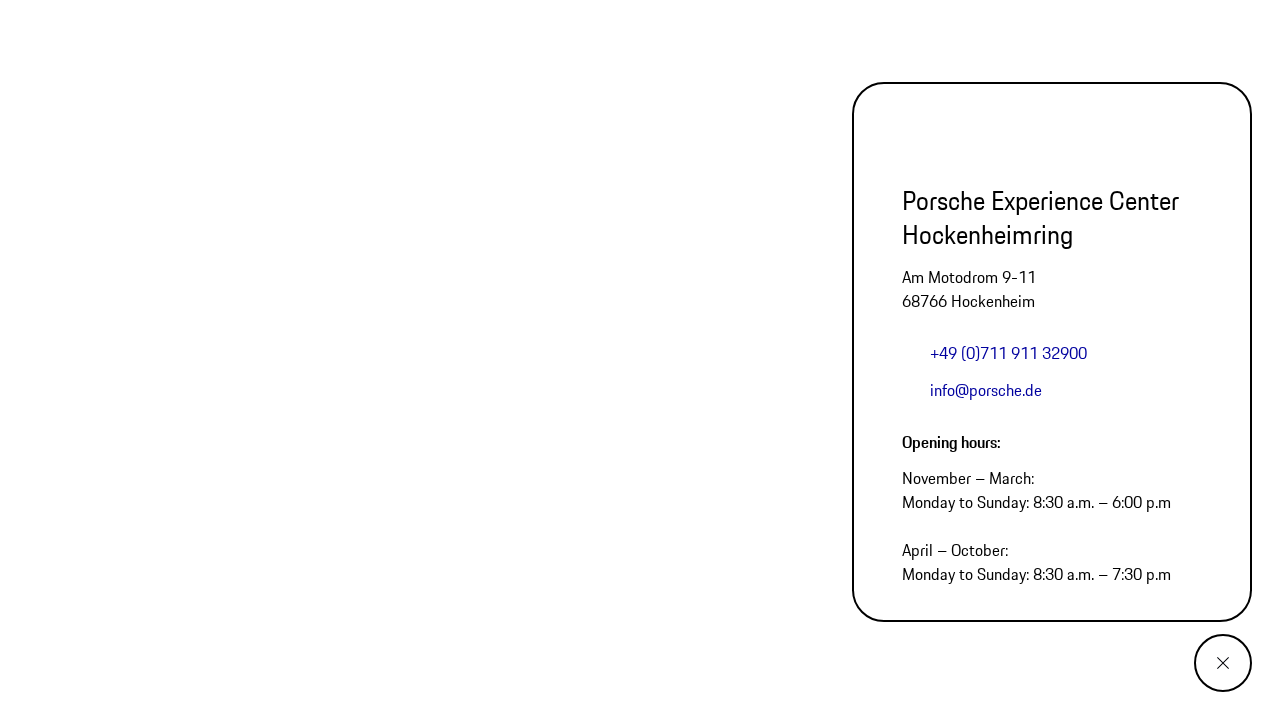 Porsche Experience Center
Hockenheimring
Am Motodrom 9-11
68766 Hockenheim
+49 (0)711 911 32900
info@porsche.de
Opening hours:
November – March:
Monday to Sunday: 8:30 a.m. – 6:00 p.m
April – October:
Monday to Sunday: 8:30 a.m. – 7:30 p.m